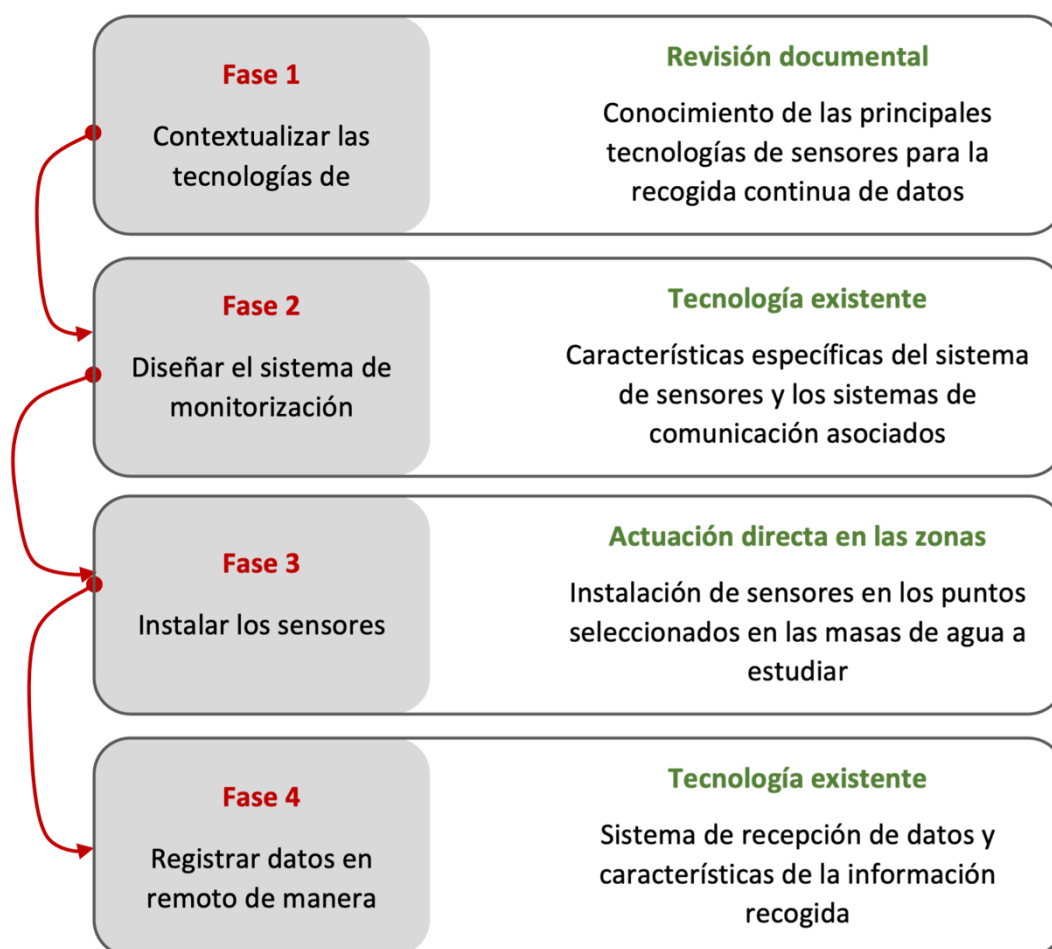 Fase 1
Contextualizar las
tecnologías de
Revisión documental
Conocimiento de las principales
tecnologías de sensores para la
recogida continua de datos
Fase 2
Diseñar el sistema de
monitorización
Tecnología existente
Características específicas del sistema
de sensores y los sistemas de
comunicación asociados
Fase 3
Instalar los sensores
Actuación directa en las zonas
Instalación de sensores en los puntos
seleccionados en las masas de agua a
estudiar
Fase 4
Registrar datos en
remoto de manera
Tecnología existente
Sistema de recepción de datos y
características de la información
recogida